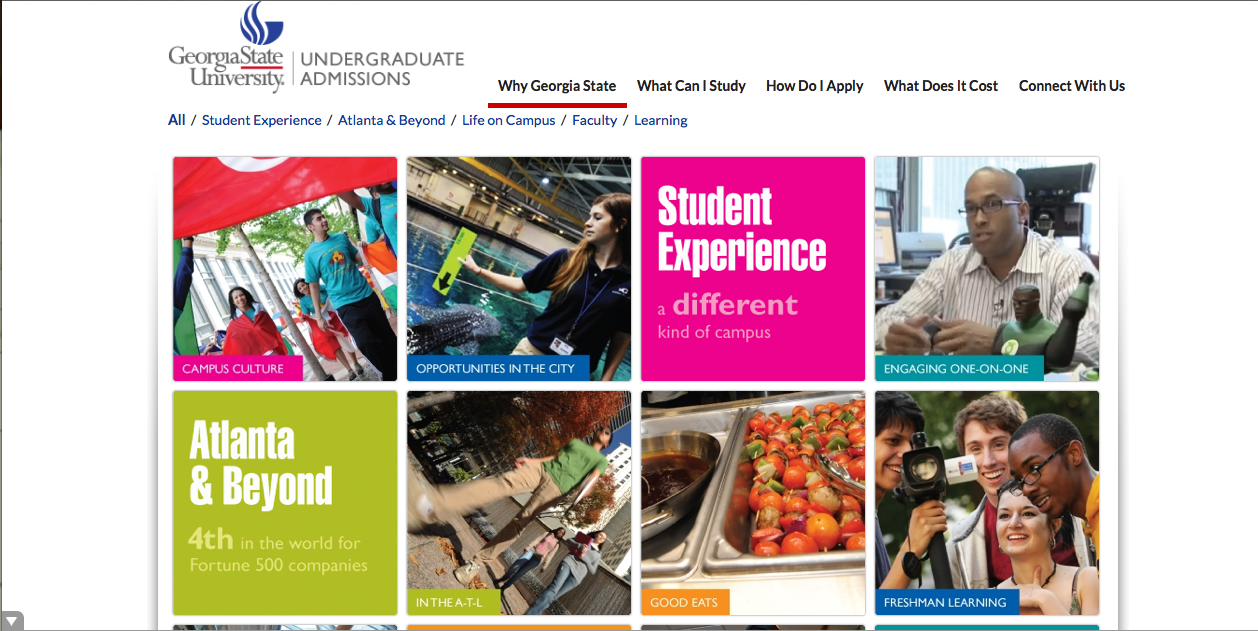 GeorgiaState
University.
UNDERGRADUATE
ADMISSIONS
Why Georgia State
What Can I Study
How Do I Apply
What Does It Cost
Connect With Us
All / Student Experience / Atlanta & Beyond / Life on Campus / Faculty / Learning
CAMPUS CULTURE
OPPORTUNITIES IN THE CITY
Student
Experience
a different
kind of campus
ENGAGING ONE-ON-ONE
Atlanta
& Beyond
4th in the world for
Fortune 500 companies
IN THE A-T-L
GOOD EATS
FRESHMAN LEARNING